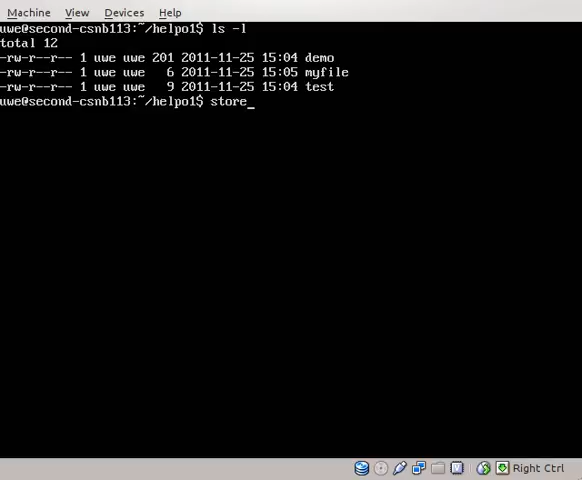 Machine View Devices Help
uwe@second-csnb113:~/helpo1$ ls -l
total 12
-rw-r--r-- 1 uwe uwe 201 2011-11-25 15:04 demo
-rw-r--r-- 1 uwe uwe   6 2011-11-25 15:05 myfile
-rw-r--r-- 1 uwe uwe   9 2011-11-25 15:04 test
uwe@second-csnb113:~/helpo1$ store_
Right Ctrl